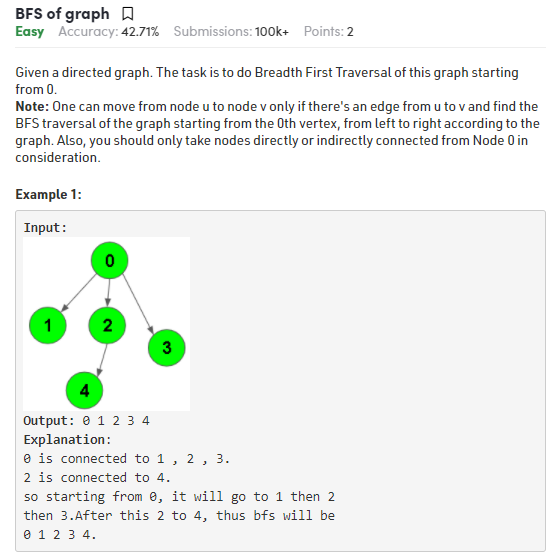 BFS of graph
Easy Accuracy: 42.71% Submissions: 100k+ Points: 2
Given a directed graph. The task is to do Breadth First Traversal of this graph starting
from 0.
Note: One can move from node u to node v only if there's an edge from u to v and find the
BFS traversal of the graph starting from the 0th vertex, from left to right according to the
graph. Also, you should only take nodes directly or indirectly connected from Node 0 in
consideration.
Example 1:
Input:
0
1
2
3
4
Output: 0 1 2 3 4
Explanation:
0 is connected to 1 , 2 , 3.
2 is connected to 4.
so starting from 0, it will go to 1 then 2
then 3.After this 2 to 4, thus bfs will be
0 1 2 3 4.